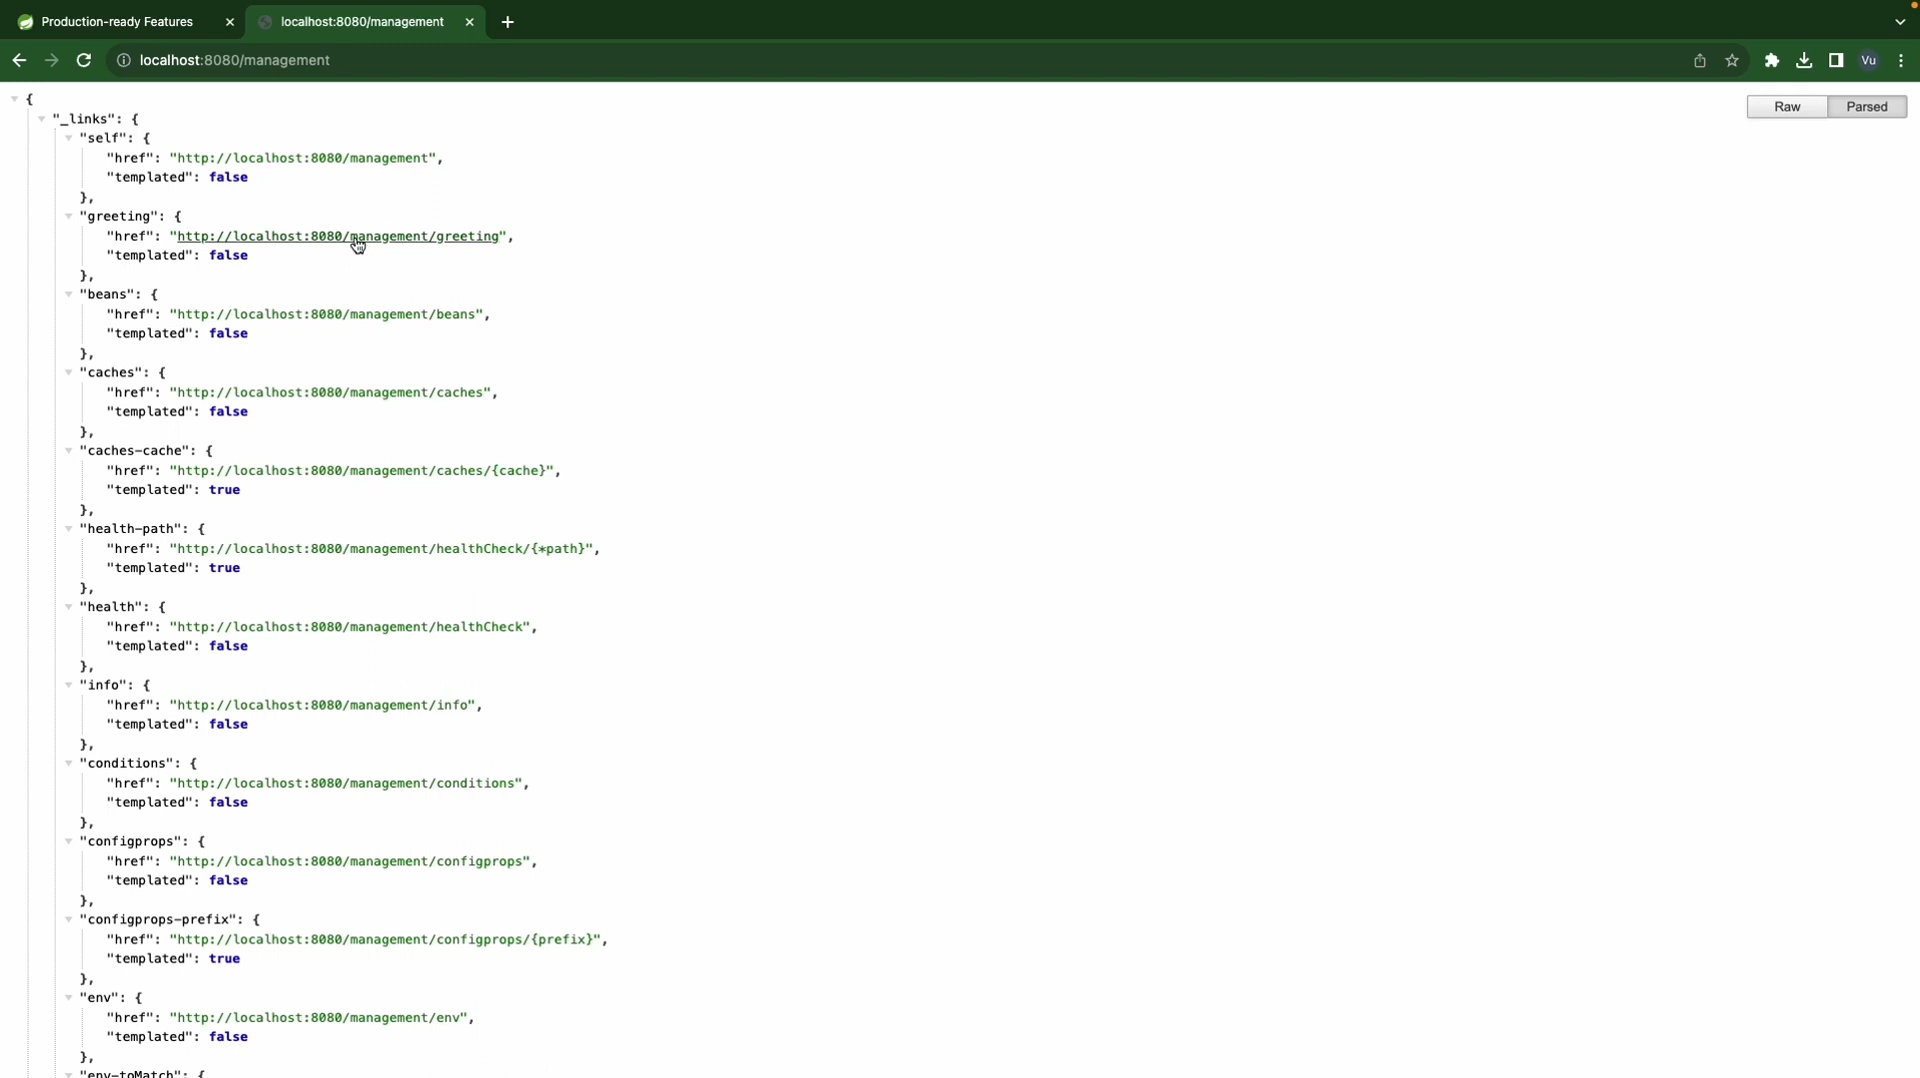 Production-ready Features
localhost:8080/management
localhost:8080/management
Vu
Raw
Parsed
{
"_links": {
"self": {
"href": "http://localhost:8080/management",
"templated": false
},
"greeting": {
"href": "http://localhost:8080/management/greeting",
"templated": false
},
"beans": {
"href": "http://localhost:8080/management/beans",
"templated": false
},
"caches": {
"href": "http://localhost:8080/management/caches",
"templated": false
},
"caches-cache": {
"href": "http://localhost:8080/management/caches/{cache}",
"templated": true
},
"health-path": {
"href": "http://localhost:8080/management/healthCheck/{*path}",
"templated": true
},
"health": {
"href": "http://localhost:8080/management/healthCheck",
"templated": false
},
"info": {
"href": "http://localhost:8080/management/info",
"templated": false
},
"conditions": {
"href": "http://localhost:8080/management/conditions",
"templated": false
},
"configprops": {
"href": "http://localhost:8080/management/configprops",
"templated": false
},
"configprops-prefix": {
"href": "http://localhost:8080/management/configprops/{prefix}",
"templated": true
},
"env": {
"href": "http://localhost:8080/management/env",
"templated": false
},
"env-toMatch": {